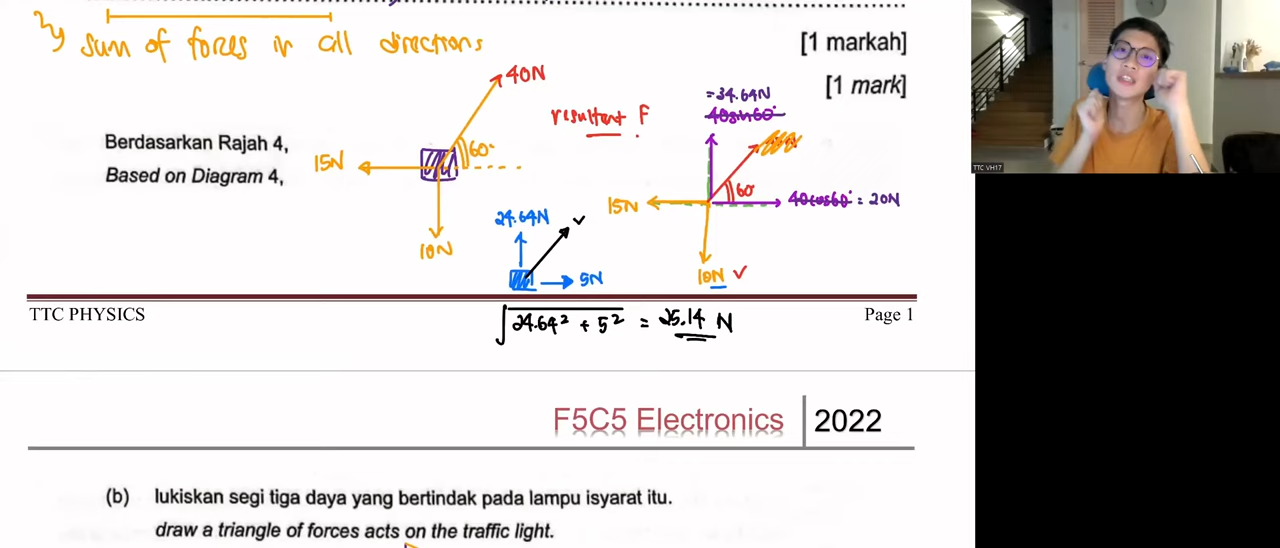 Sum of forces in all directions
[1 markah]
[1 mark]
Berdasarkan Rajah 4,
Based on Diagram 4,
40N
60°
15N
10N
resultant F
= 34.64N
40sin60°
60°
40cos60° = 20N
15N
10N ✓
24.64N
✓
5N
√24.64² + 5² = 25.14 N
TTC PHYSICS
Page 1
F5C5 Electronics
2022
(b) lukiskan segi tiga daya yang bertindak pada lampu isyarat itu.
draw a triangle of forces acts on the traffic light.
TTC VH17